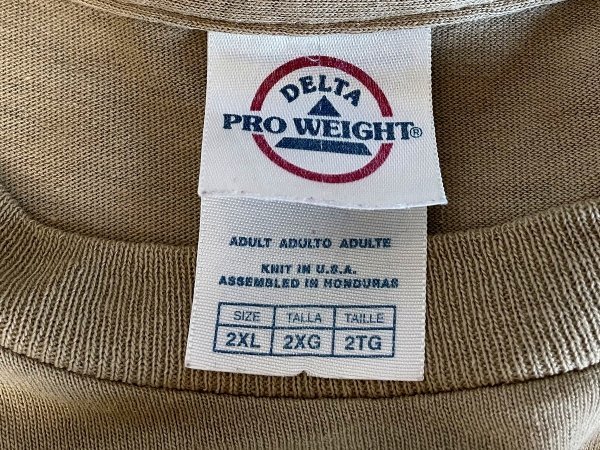 DELTA
PRO WEIGHT®
ADULT ADULTO ADULTE
KNIT IN U.S.A.
ASSEMBLED IN HONDURAS
SIZE TALLA TAILLE
2XL 2XG 2TG